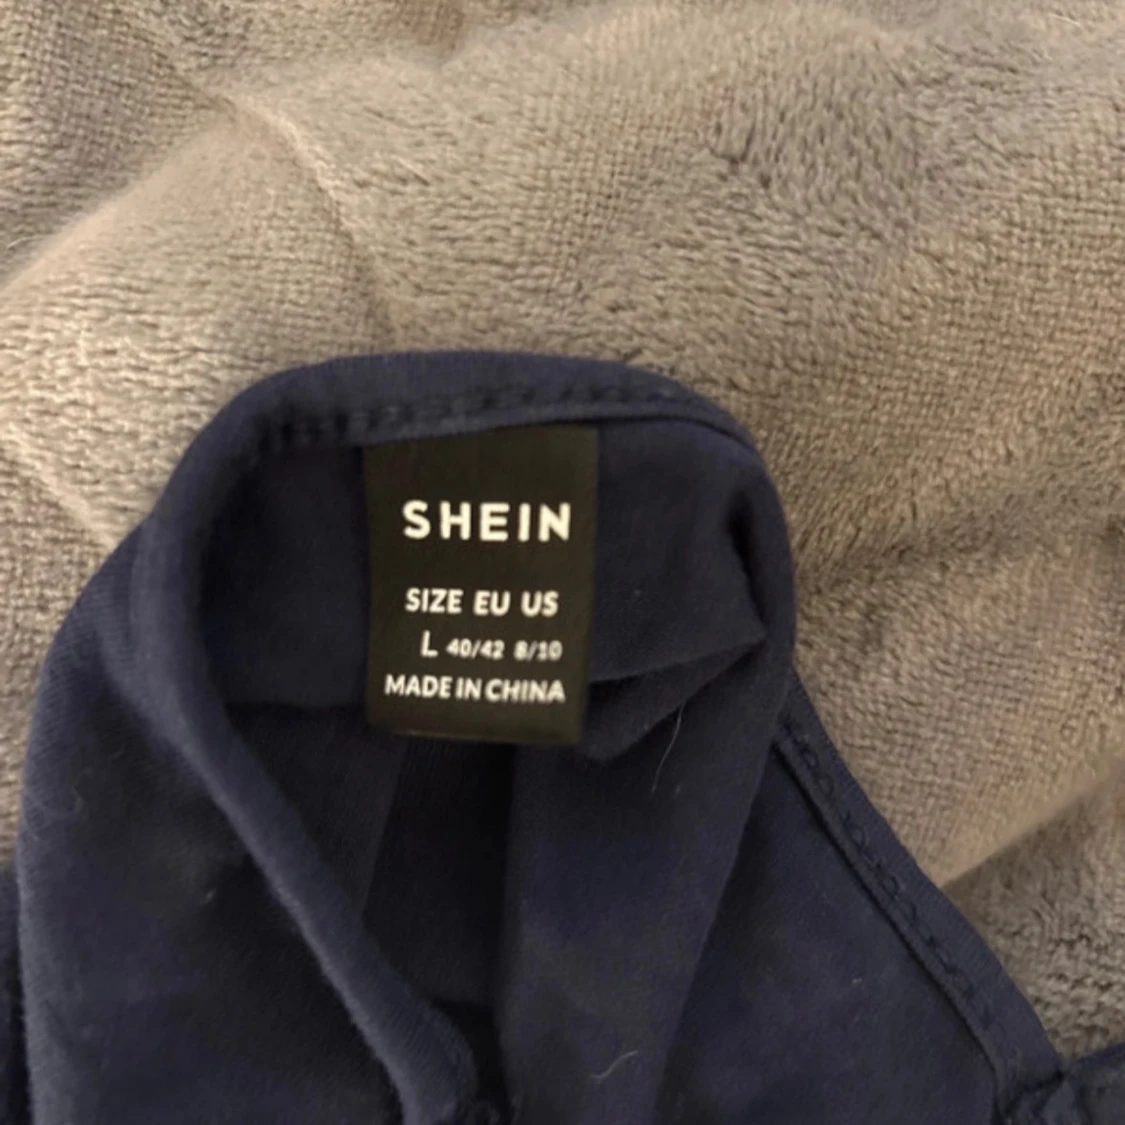 SHEIN
SIZE EU US
L 40/42 8/10
MADE IN CHINA